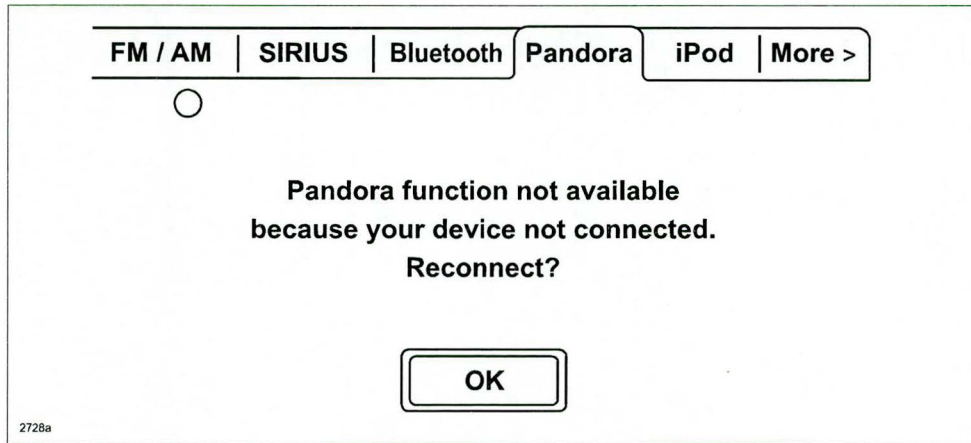 FM / AM | SIRIUS | Bluetooth Pandora iPod | More >
Pandora function not available
because your device not connected.
Reconnect?
OK
2728a